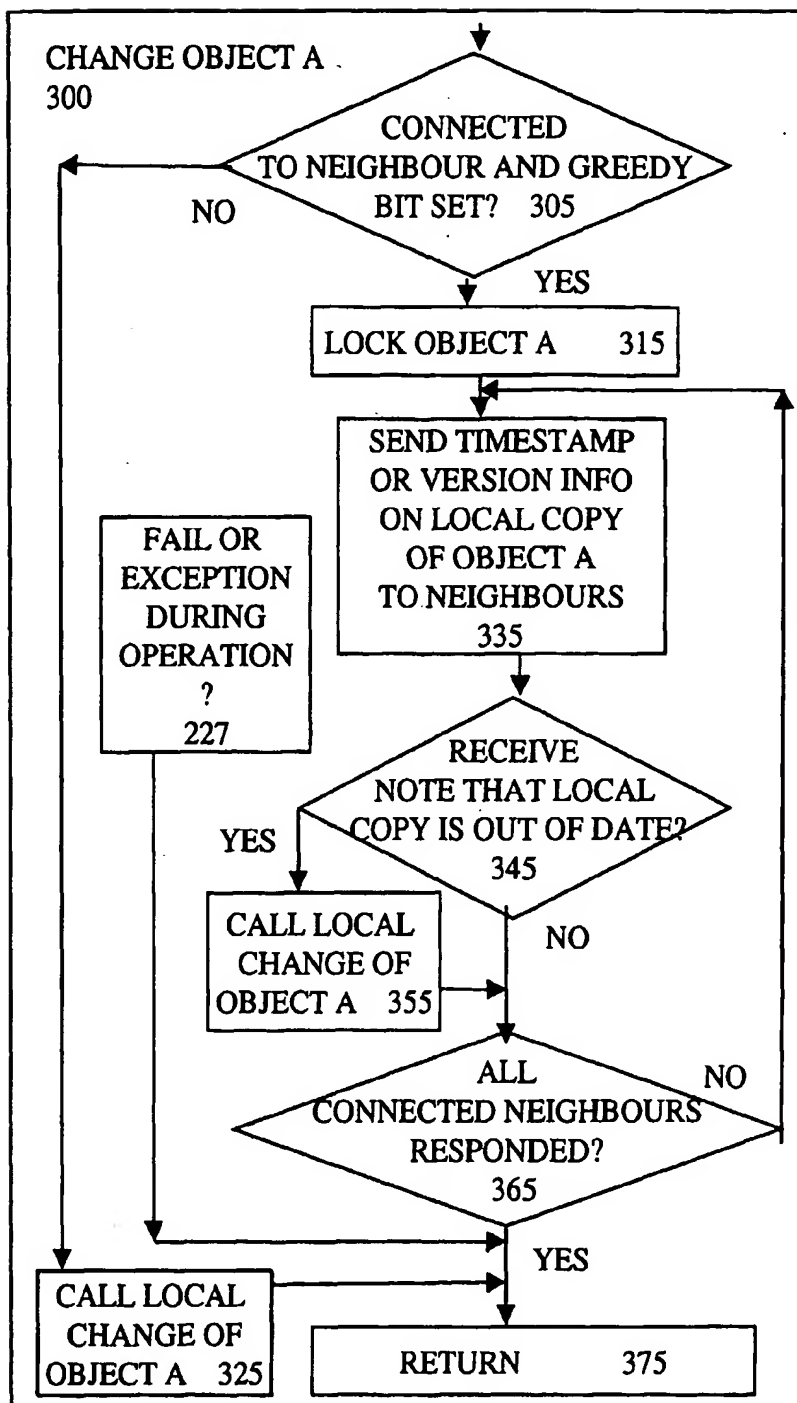 CHANGE OBJECT A
300
CONNECTED
TO NEIGHBOUR AND GREEDY
BIT SET? 305
NO
YES
LOCK OBJECT A 315
SEND TIMESTAMP
OR VERSION INFO
ON LOCAL COPY
OF OBJECT A
TO NEIGHBOURS
335
FAIL OR
EXCEPTION
DURING
OPERATION
?
227
RECEIVE
NOTE THAT LOCAL
COPY IS OUT OF DATE?
345
YES
NO
CALL LOCAL
CHANGE OF
OBJECT A 355
ALL
CONNECTED NEIGHBOURS
RESPONDED?
365
NO
YES
CALL LOCAL
CHANGE OF
OBJECT A 325
RETURN 375